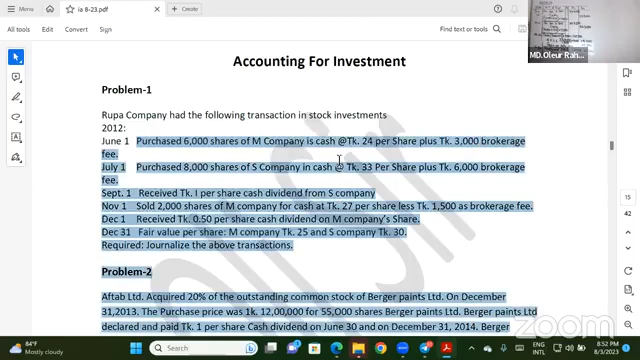 ia 8-23.pdf
+ Create
Sign in
All tools
Edit
Convert
Sign
Find text or tools
MD.Oleur Rah...
Accounting For Investment
Problem-1
Rupa Company had the following transaction in stock investments
2012:
June 1 Purchased 6,000 shares of M Company is cash @Tk. 24 per Share plus Tk. 3,000 brokerage
fee.
July 1 Purchased 8,000 shares of S Company in cash @ Tk. 33 Per Share plus Tk. 6,000 brokerage
fee.
Sept. 1 Received Tk. I per share cash dividend from S company
Nov 1 Sold 2,000 shares of M company for cash at Tk. 27 per share less Tk. 1,500 as brokerage fee.
Dec 1 Received Tk. 0.50 per share cash dividend on M company's Share.
Dec 31 Fair value per share: M company Tk. 25 and S company Tk. 30.
Required: Journalize the above transactions.
Problem-2
Aftab Ltd. Acquired 20% of the outstanding common stock of Berger paints Ltd. On December
31,2013. The Purchase price was 1k. 12,00,000 for 55,000 shares Berger paints Ltd. Berger paints Ltd
declared and paid Tk. 1 per share Cash dividend on June 30 and on December 31, 2014. Berger
15
42
zoom
84°F
Mostly cloudy
Search
ENG
INTL
8:52 PM
8/3/2023